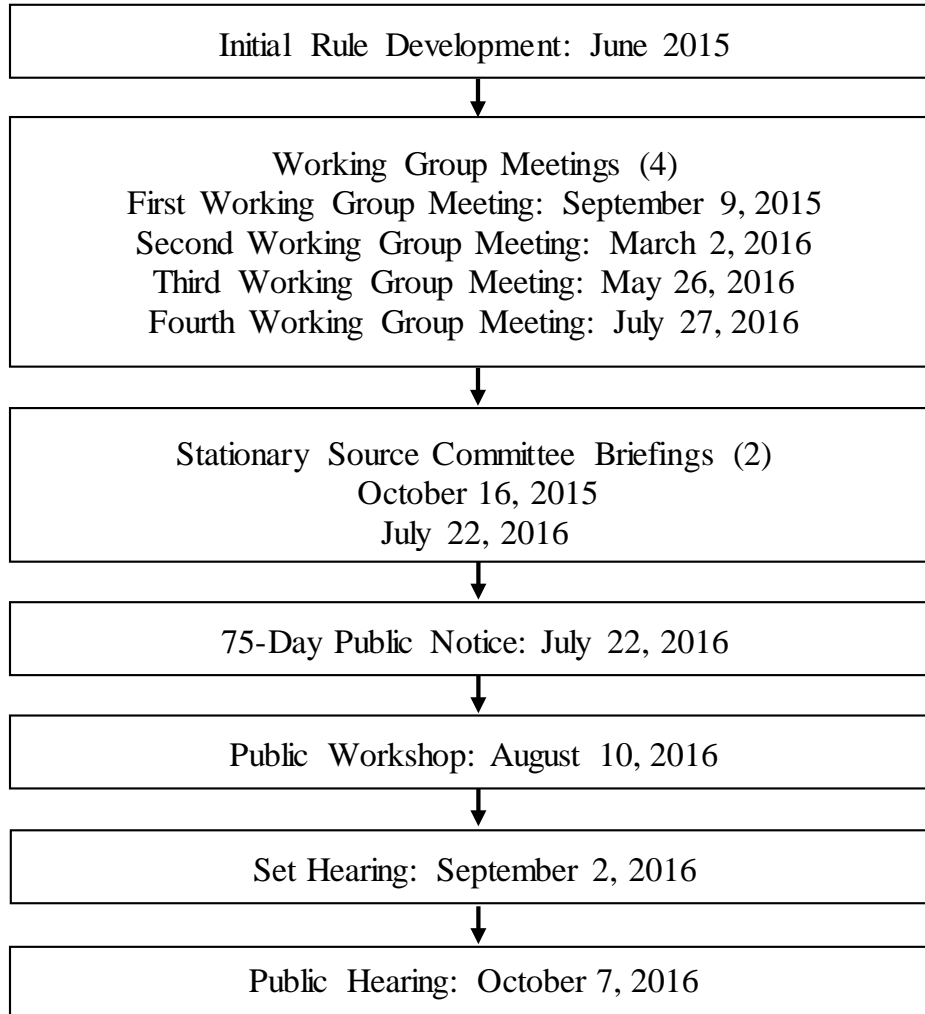 Initial Rule Development: June 2015
Working Group Meetings (4)
First Working Group Meeting: September 9, 2015
Second Working Group Meeting: March 2, 2016
Third Working Group Meeting: May 26, 2016
Fourth Working Group Meeting: July 27, 2016
Stationary Source Committee Briefings (2)
October 16, 2015
July 22, 2016
75-Day Public Notice: July 22, 2016
Public Workshop: August 10, 2016
Set Hearing: September 2, 2016
Public Hearing: October 7, 2016